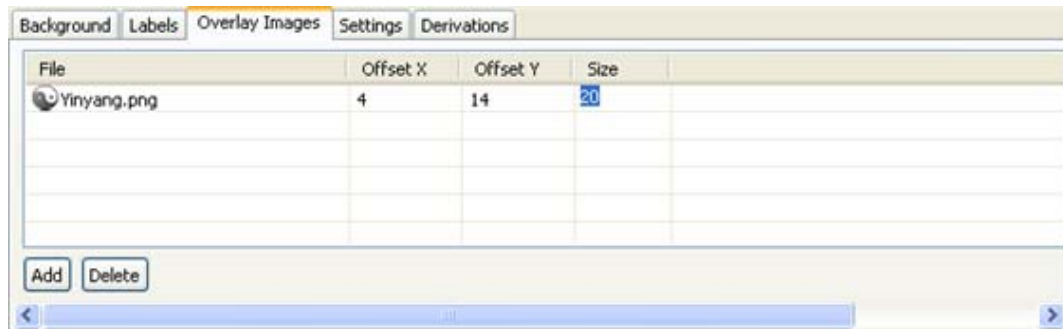 Background Labels Overlay Images Settings Derivations
File Offset X Offset Y Size
Yinyang.png 4 14 20
Add Delete